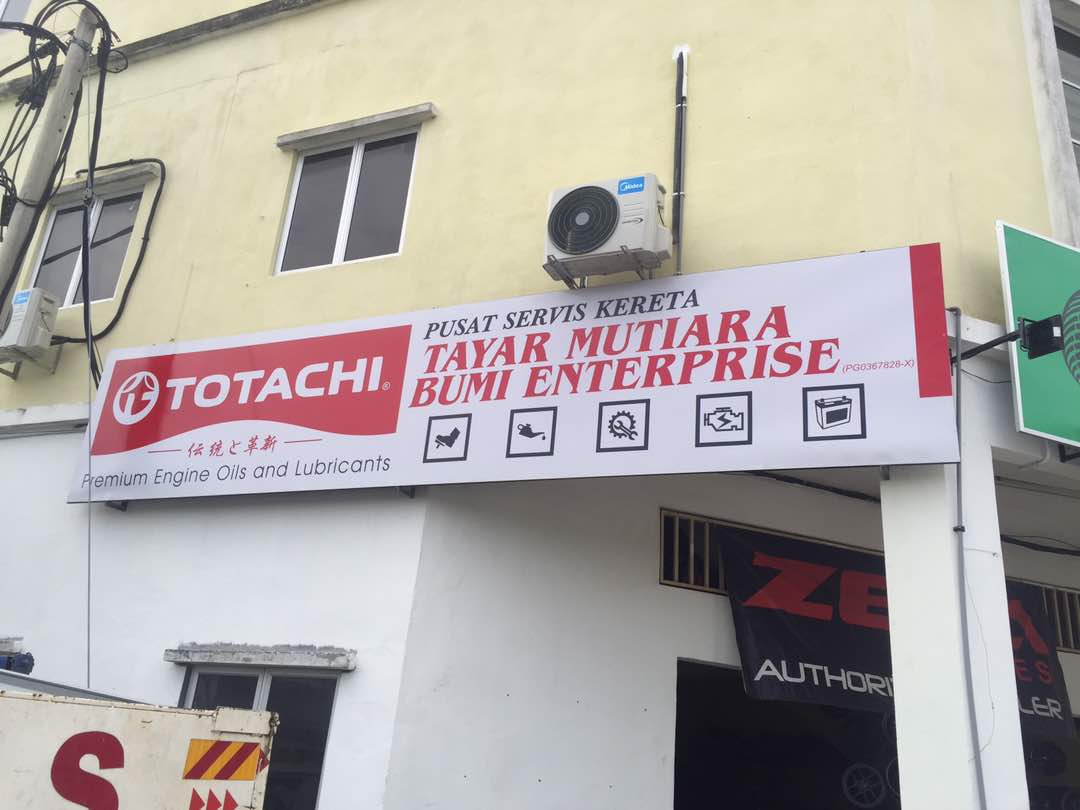 Midea
PUSAT SERVIS KERETA
TAYAR MUTIARA
BUMI ENTERPRISE (PG0367828-X)
TOTACHI®
伝統と革新
Premium Engine Oils and Lubricants
AUTHORI
LER
S